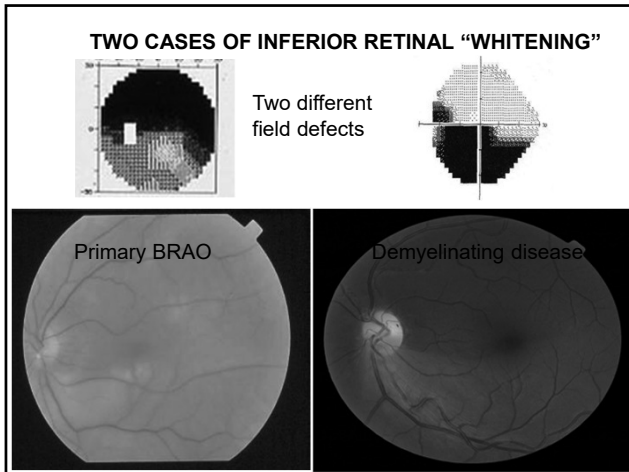 TWO CASES OF INFERIOR RETINAL “WHITENING”
Two different
field defects
Primary BRAO
Demyelinating disease